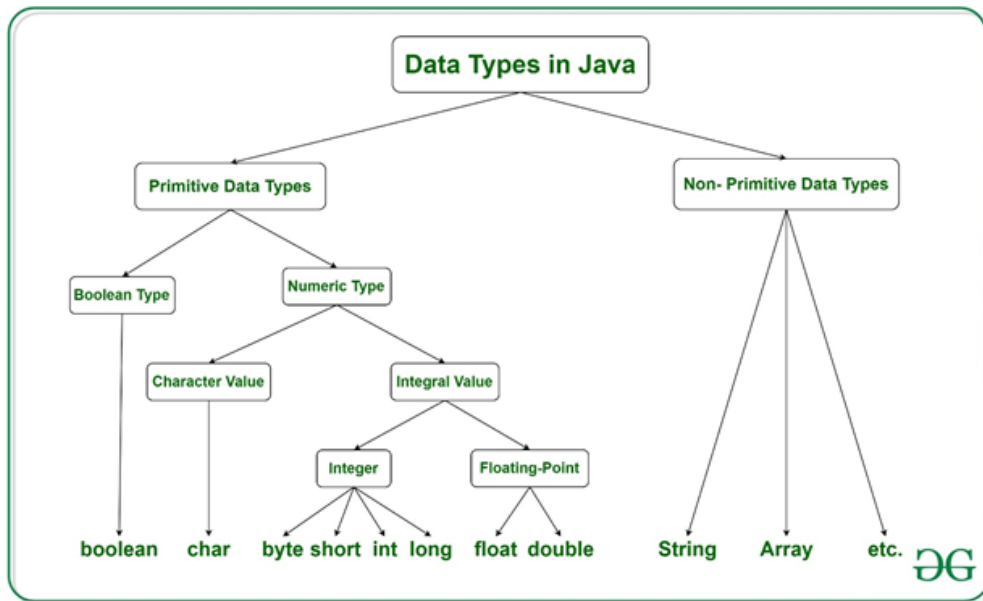 Data Types in Java
Primitive Data Types
Non- Primitive Data Types
Boolean Type
Numeric Type
Character Value
Integral Value
Integer
Floating-Point
boolean
char
byte
short
int
long
float
double
String
Array
etc.